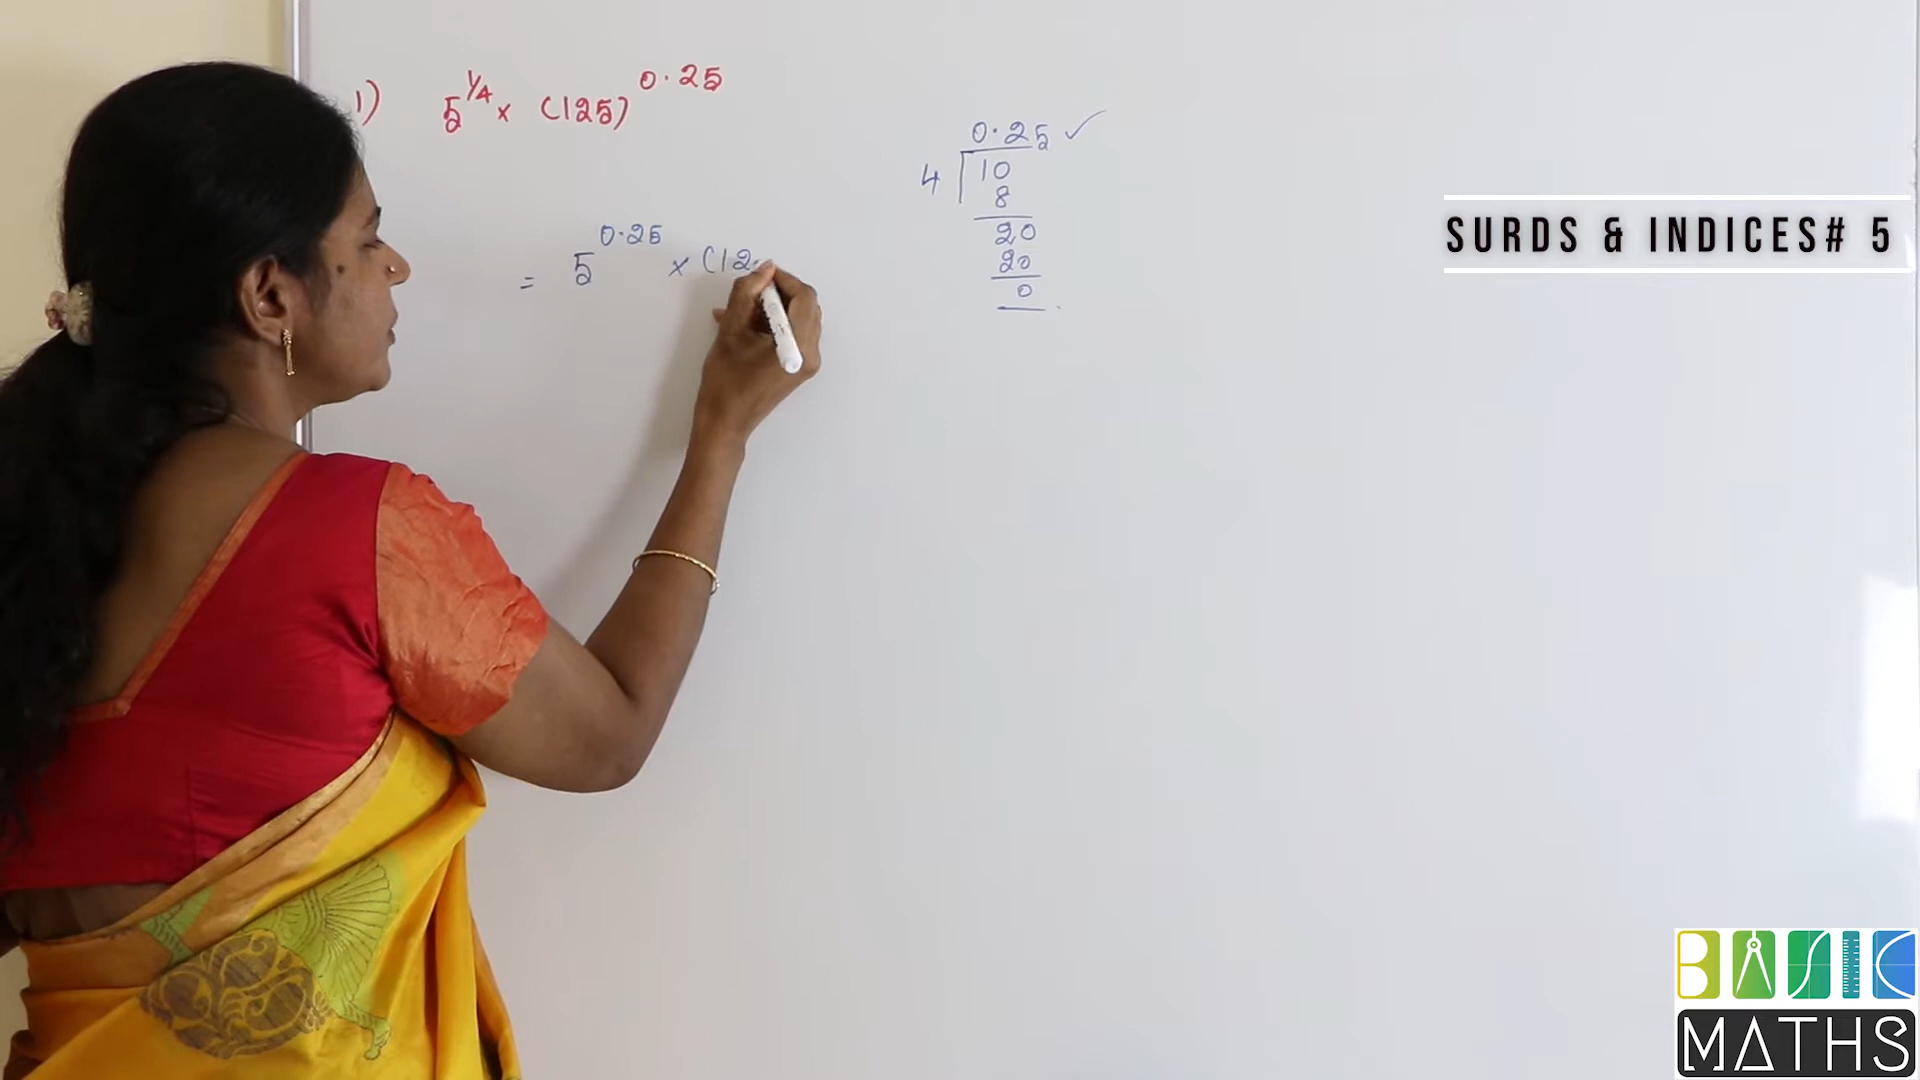 1) 5^1/4 × (125)^0.25
0.25 ✓
4 10
8
20
20
0
= 5^0.25 × (12
SURDS & INDICES# 5
BASIC
MATHS